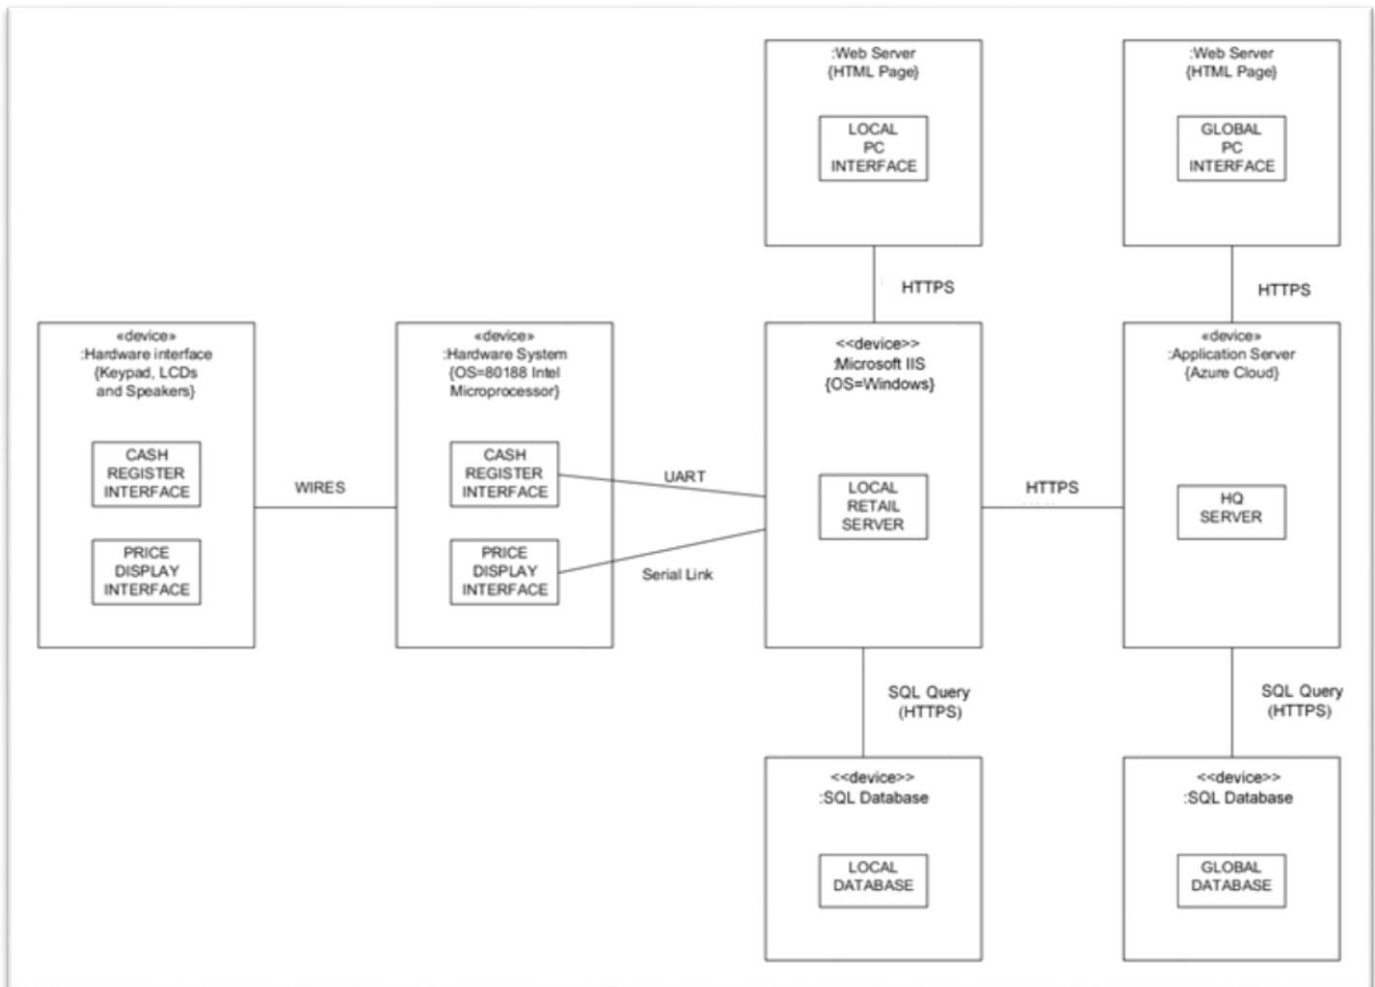 :Web Server
{HTML Page}
LOCAL
PC
INTERFACE
:Web Server
{HTML Page}
GLOBAL
PC
INTERFACE
HTTPS
HTTPS
«device»
:Hardware interface
{Keypad, LCDs
and Speakers}
CASH
REGISTER
INTERFACE
PRICE
DISPLAY
INTERFACE
WIRES
«device»
:Hardware System
{OS=80188 Intel
Microprocessor}
CASH
REGISTER
INTERFACE
PRICE
DISPLAY
INTERFACE
UART
Serial Link
<<device>>
:Microsoft IIS
{OS=Windows}
LOCAL
RETAIL
SERVER
HTTPS
«device»
:Application Server
{Azure Cloud}
HQ
SERVER
SQL Query
(HTTPS)
SQL Query
(HTTPS)
<<device>>
:SQL Database
LOCAL
DATABASE
<<device>>
:SQL Database
GLOBAL
DATABASE